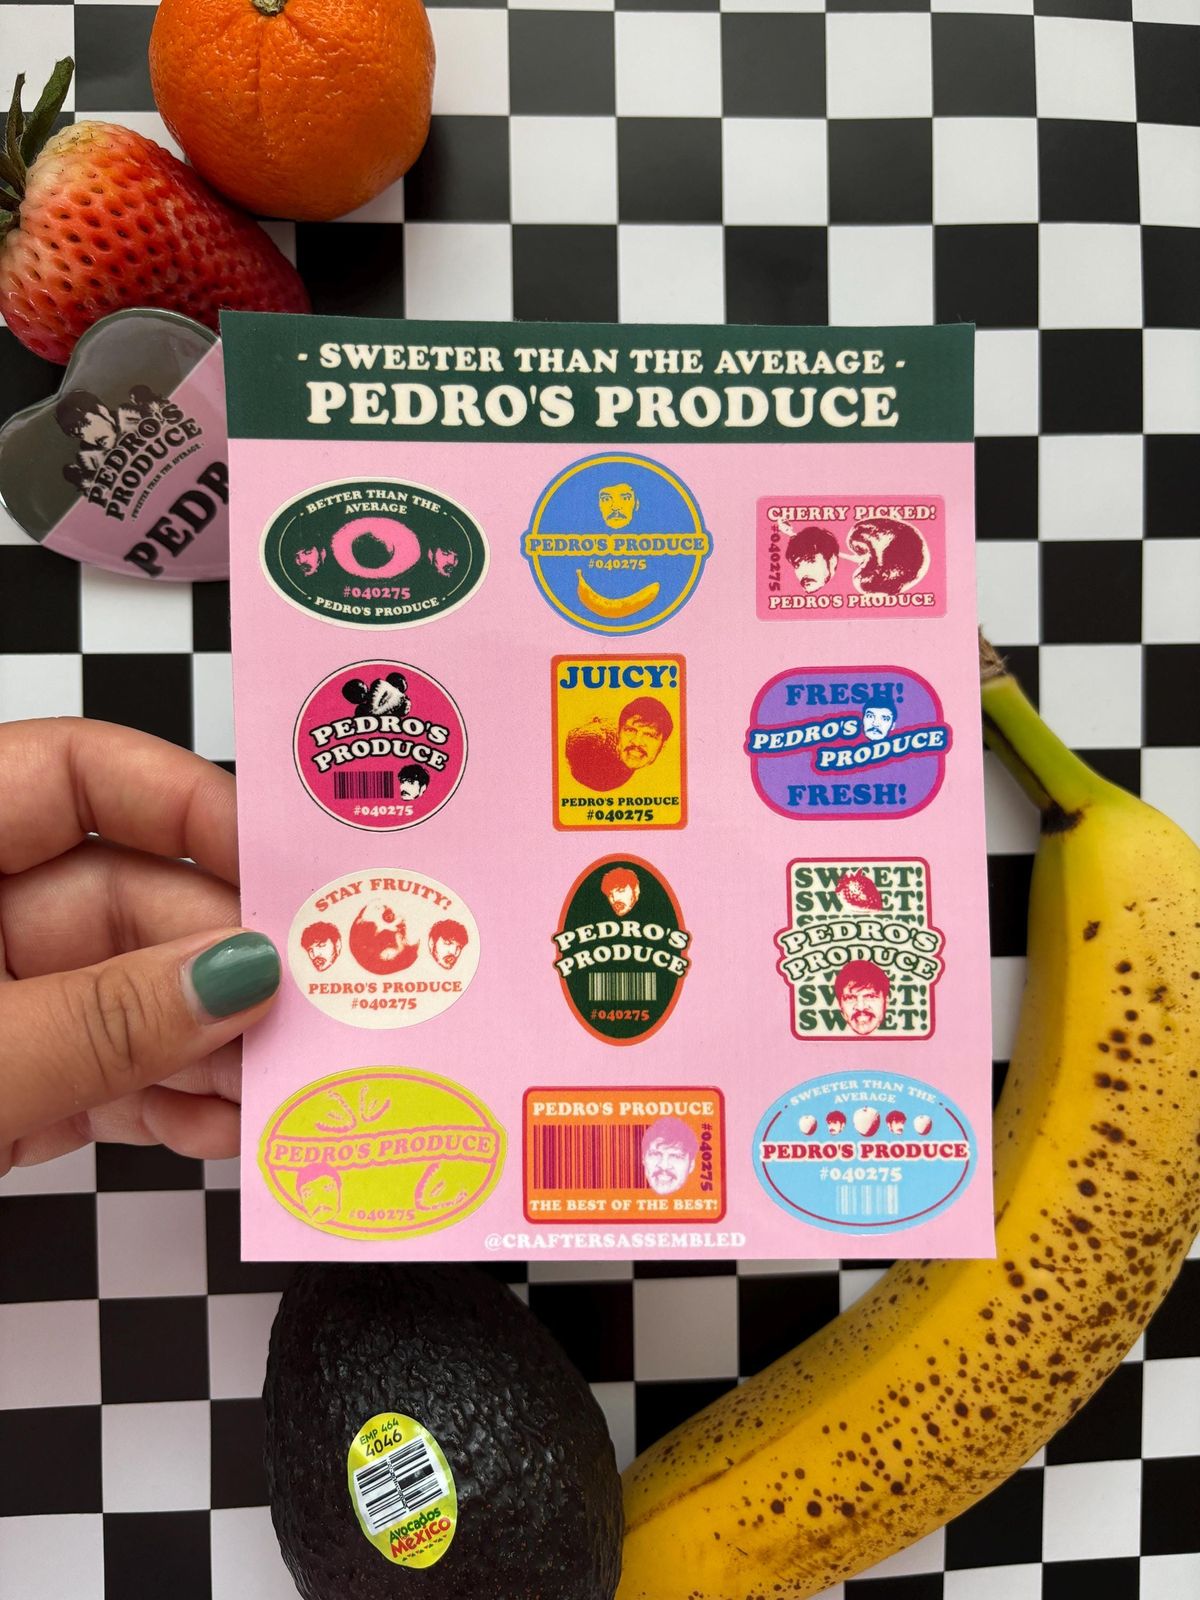 - SWEETER THAN THE AVERAGE -
PEDRO'S PRODUCE
PEDRO'S
PRODUCE
- SWEETER THAN THE AVERAGE -
PEDR
- BETTER THAN THE -
AVERAGE
#040275
- PEDRO'S PRODUCE -
PEDRO'S PRODUCE
#040275
CHERRY PICKED!
#040275
PEDRO'S PRODUCE
PEDRO'S
PRODUCE
#040275
JUICY!
PEDRO'S PRODUCE
#040275
FRESH!
PEDRO'S
PRODUCE
FRESH!
STAY FRUITY!
PEDRO'S PRODUCE
#040275
PEDRO'S
PRODUCE
#040275
SWEET!
SWEET!
PEDRO'S
PRODUCE
SWEET!
SWEET!
PEDRO'S PRODUCE
#040275
PEDRO'S PRODUCE
#040275
THE BEST OF THE BEST!
- SWEETER THAN THE -
AVERAGE
PEDRO'S PRODUCE
#040275
@CRAFTERSASSEMBLED
EMP 464
4046
Avocados
MEXICO